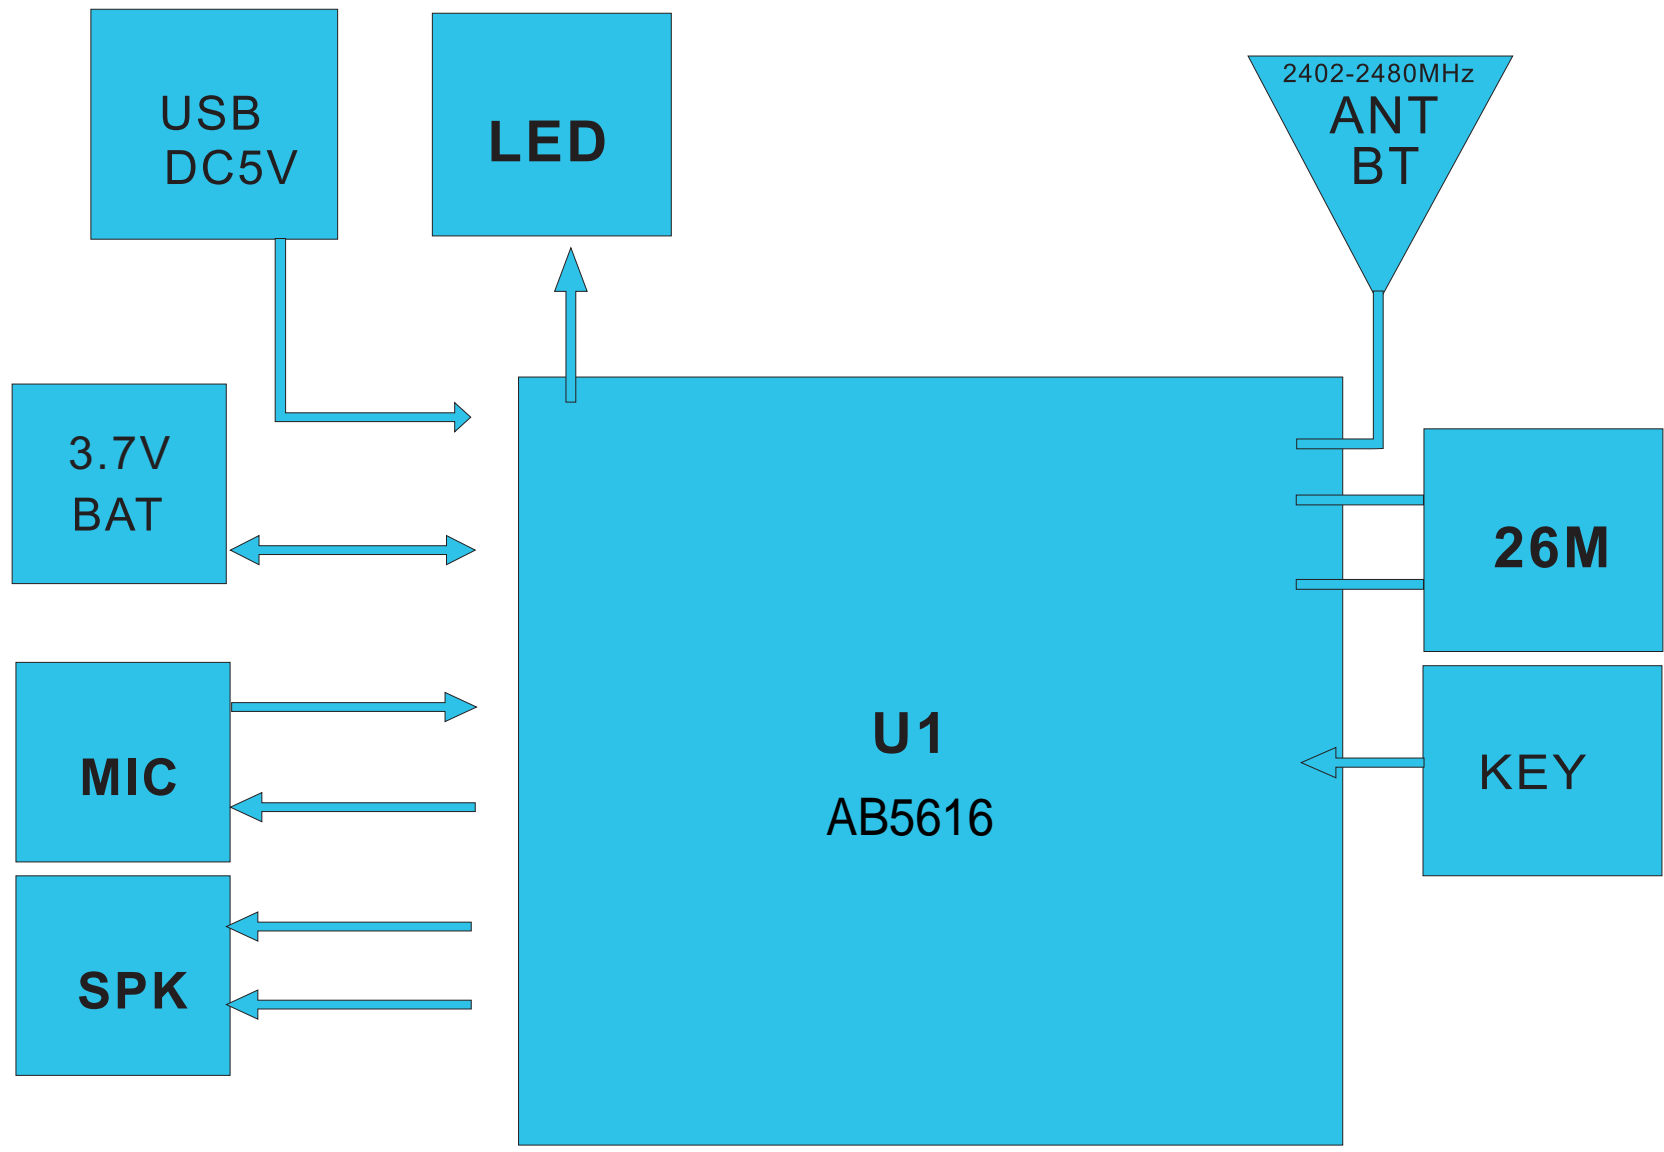 USB
DC5V
LED
2402-2480MHz
ANT
BT
3.7V
BAT
26M
MIC
U1
AB5616
KEY
SPK